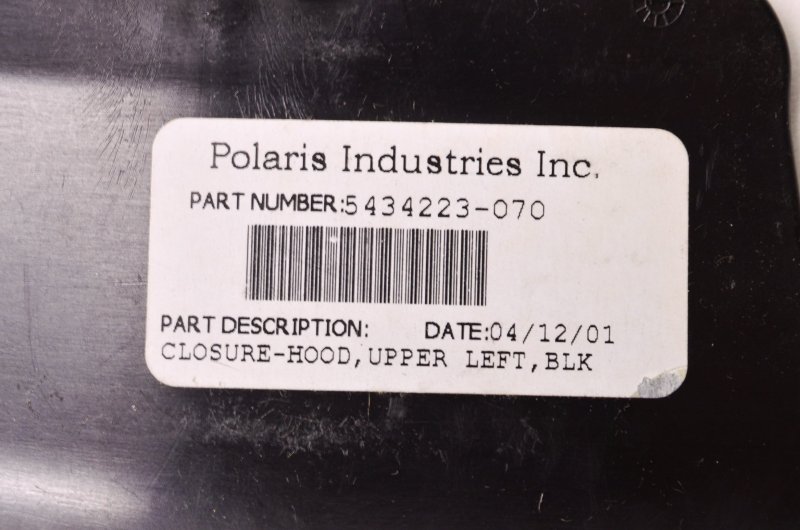 Polaris Industries Inc.
PART NUMBER:5434223-070
PART DESCRIPTION: DATE:04/12/01
CLOSURE-HOOD,UPPER LEFT,BLK